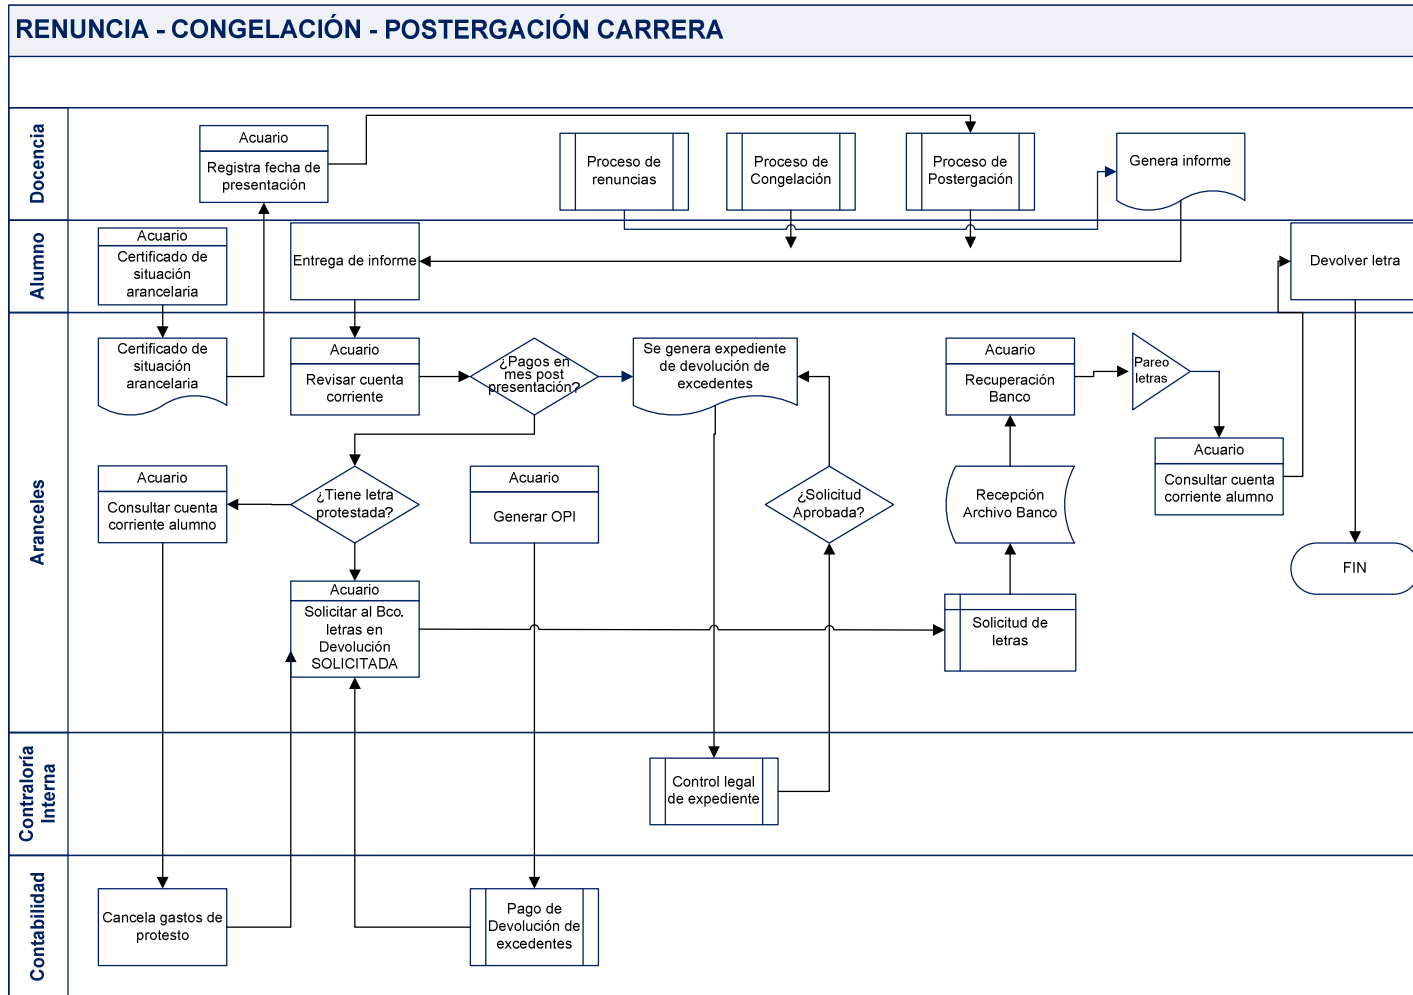 RENUNCIA - CONGELACIÓN - POSTERGACIÓN CARRERA
Docencia
Acuario
Registra fecha de
presentación
Proceso de
renuncias
Proceso de
Congelación
Proceso de
Postergación
Genera informe
Alumno
Acuario
Certificado de
situación
arancelaria
Entrega de informe
Devolver letra
Aranceles
Certificado de
situación
arancelaria
Acuario
Revisar cuenta
corriente
¿Pagos en
mes post
presentación?
Se genera expediente
de devolución de
excedentes
Acuario
Recuperación
Banco
Pareo
letras
Acuario
Consultar cuenta
corriente alumno
Acuario
Consultar cuenta
corriente alumno
¿Tiene letra
protestada?
Acuario
Generar OPI
¿Solicitud
Aprobada?
Recepción
Archivo Banco
FIN
Acuario
Solicitar al Bco.
letras en
Devolución
SOLICITADA
Solicitud de
letras
Contraloría
Interna
Control legal
de expediente
Contabilidad
Cancela gastos de
protesto
Pago de
Devolución de
excedentes